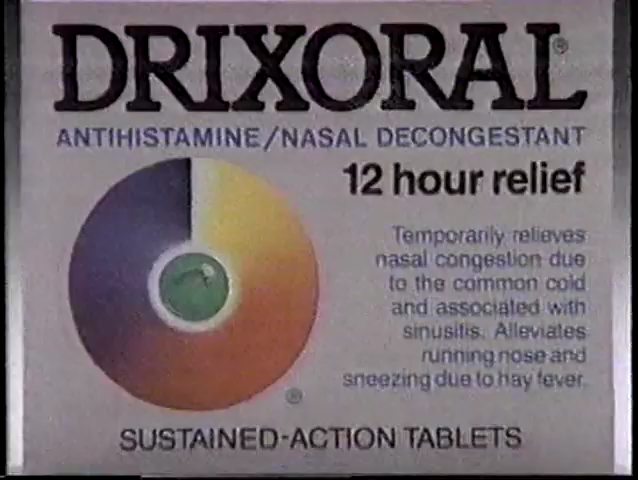 DRIXORAL®
ANTIHISTAMINE/NASAL DECONGESTANT
12 hour relief
Temporarily relieves
nasal congestion due
to the common cold
and associated with
sinusitis. Alleviates
running nose and
sneezing due to hay fever.
®
SUSTAINED-ACTION TABLETS